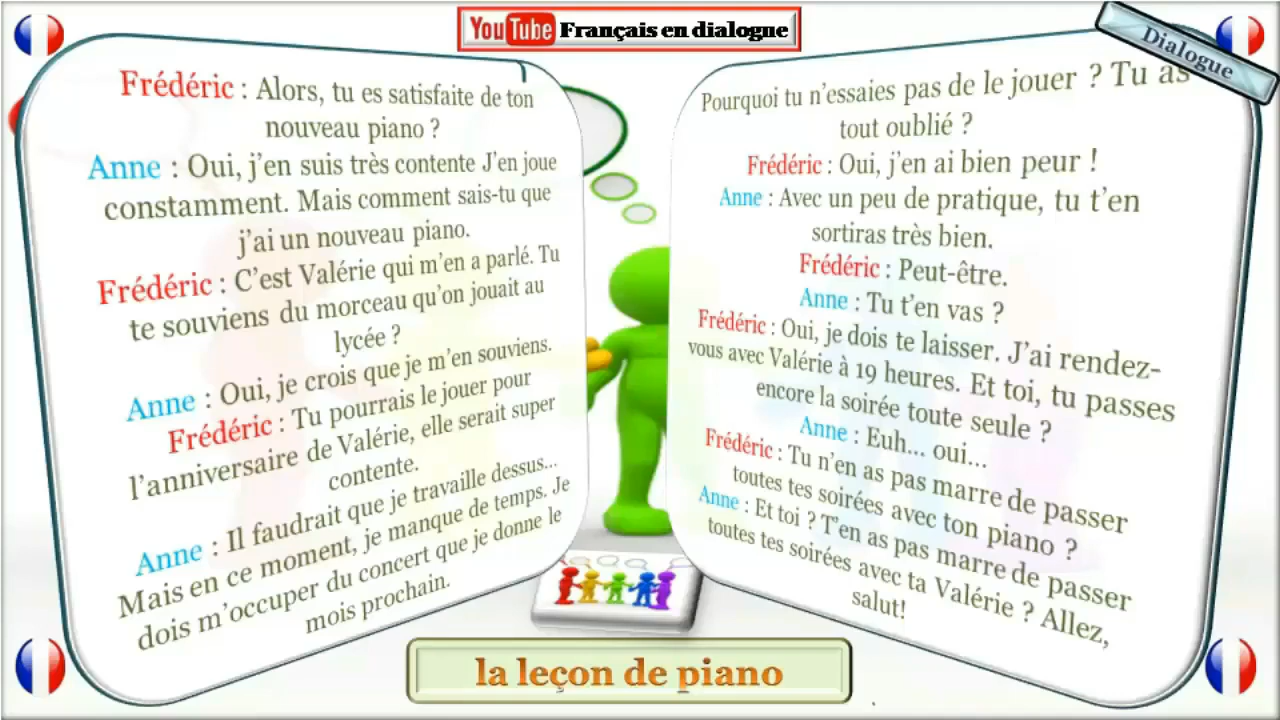 YouTube Français en dialogue
Dialogue
Frédéric : Alors, tu es satisfaite de ton
nouveau piano ?
Anne : Oui, j'en suis très contente J'en joue
constamment. Mais comment sais-tu que
j'ai un nouveau piano.
Frédéric : C'est Valérie qui m'en a parlé. Tu
te souviens du morceau qu'on jouait au
lycée ?
Anne : Oui, je crois que je m'en souviens.
Frédéric : Tu pourrais le jouer pour
l'anniversaire de Valérie, elle serait super
contente.
Anne : Il faudrait que je travaille dessus...
Mais en ce moment, je manque de temps. Je
dois m'occuper du concert que je donne le
mois prochain.
Pourquoi tu n'essaies pas de le jouer ? Tu as
tout oublié ?
Frédéric : Oui, j'en ai bien peur !
Anne : Avec un peu de pratique, tu t'en
sortiras très bien.
Frédéric : Peut-être.
Anne : Tu t'en vas ?
Frédéric : Oui, je dois te laisser. J'ai rendez-
vous avec Valérie à 19 heures. Et toi, tu passes
encore la soirée toute seule ?
Anne : Euh... oui...
Frédéric : Tu n'en as pas marre de passer
toutes tes soirées avec ton piano ?
Anne : Et toi ? T'en as pas marre de passer
toutes tes soirées avec ta Valérie ? Allez,
salut!
la leçon de piano